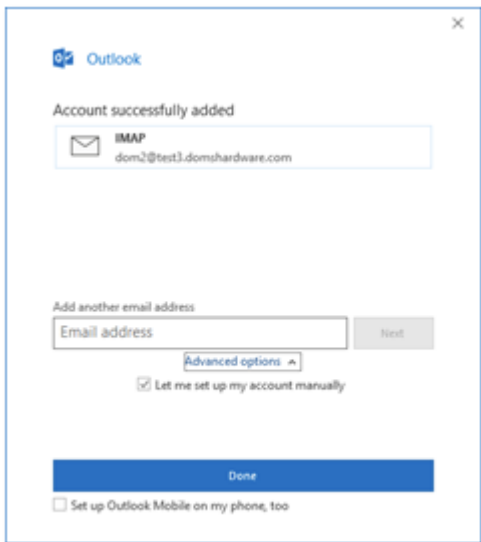 Outlook
Account successfully added
IMAP
dom2@test3.domshardware.com
Add another email address
Email address
Next
Advanced options
Let me set up my account manually
Done
Set up Outlook Mobile on my phone, too